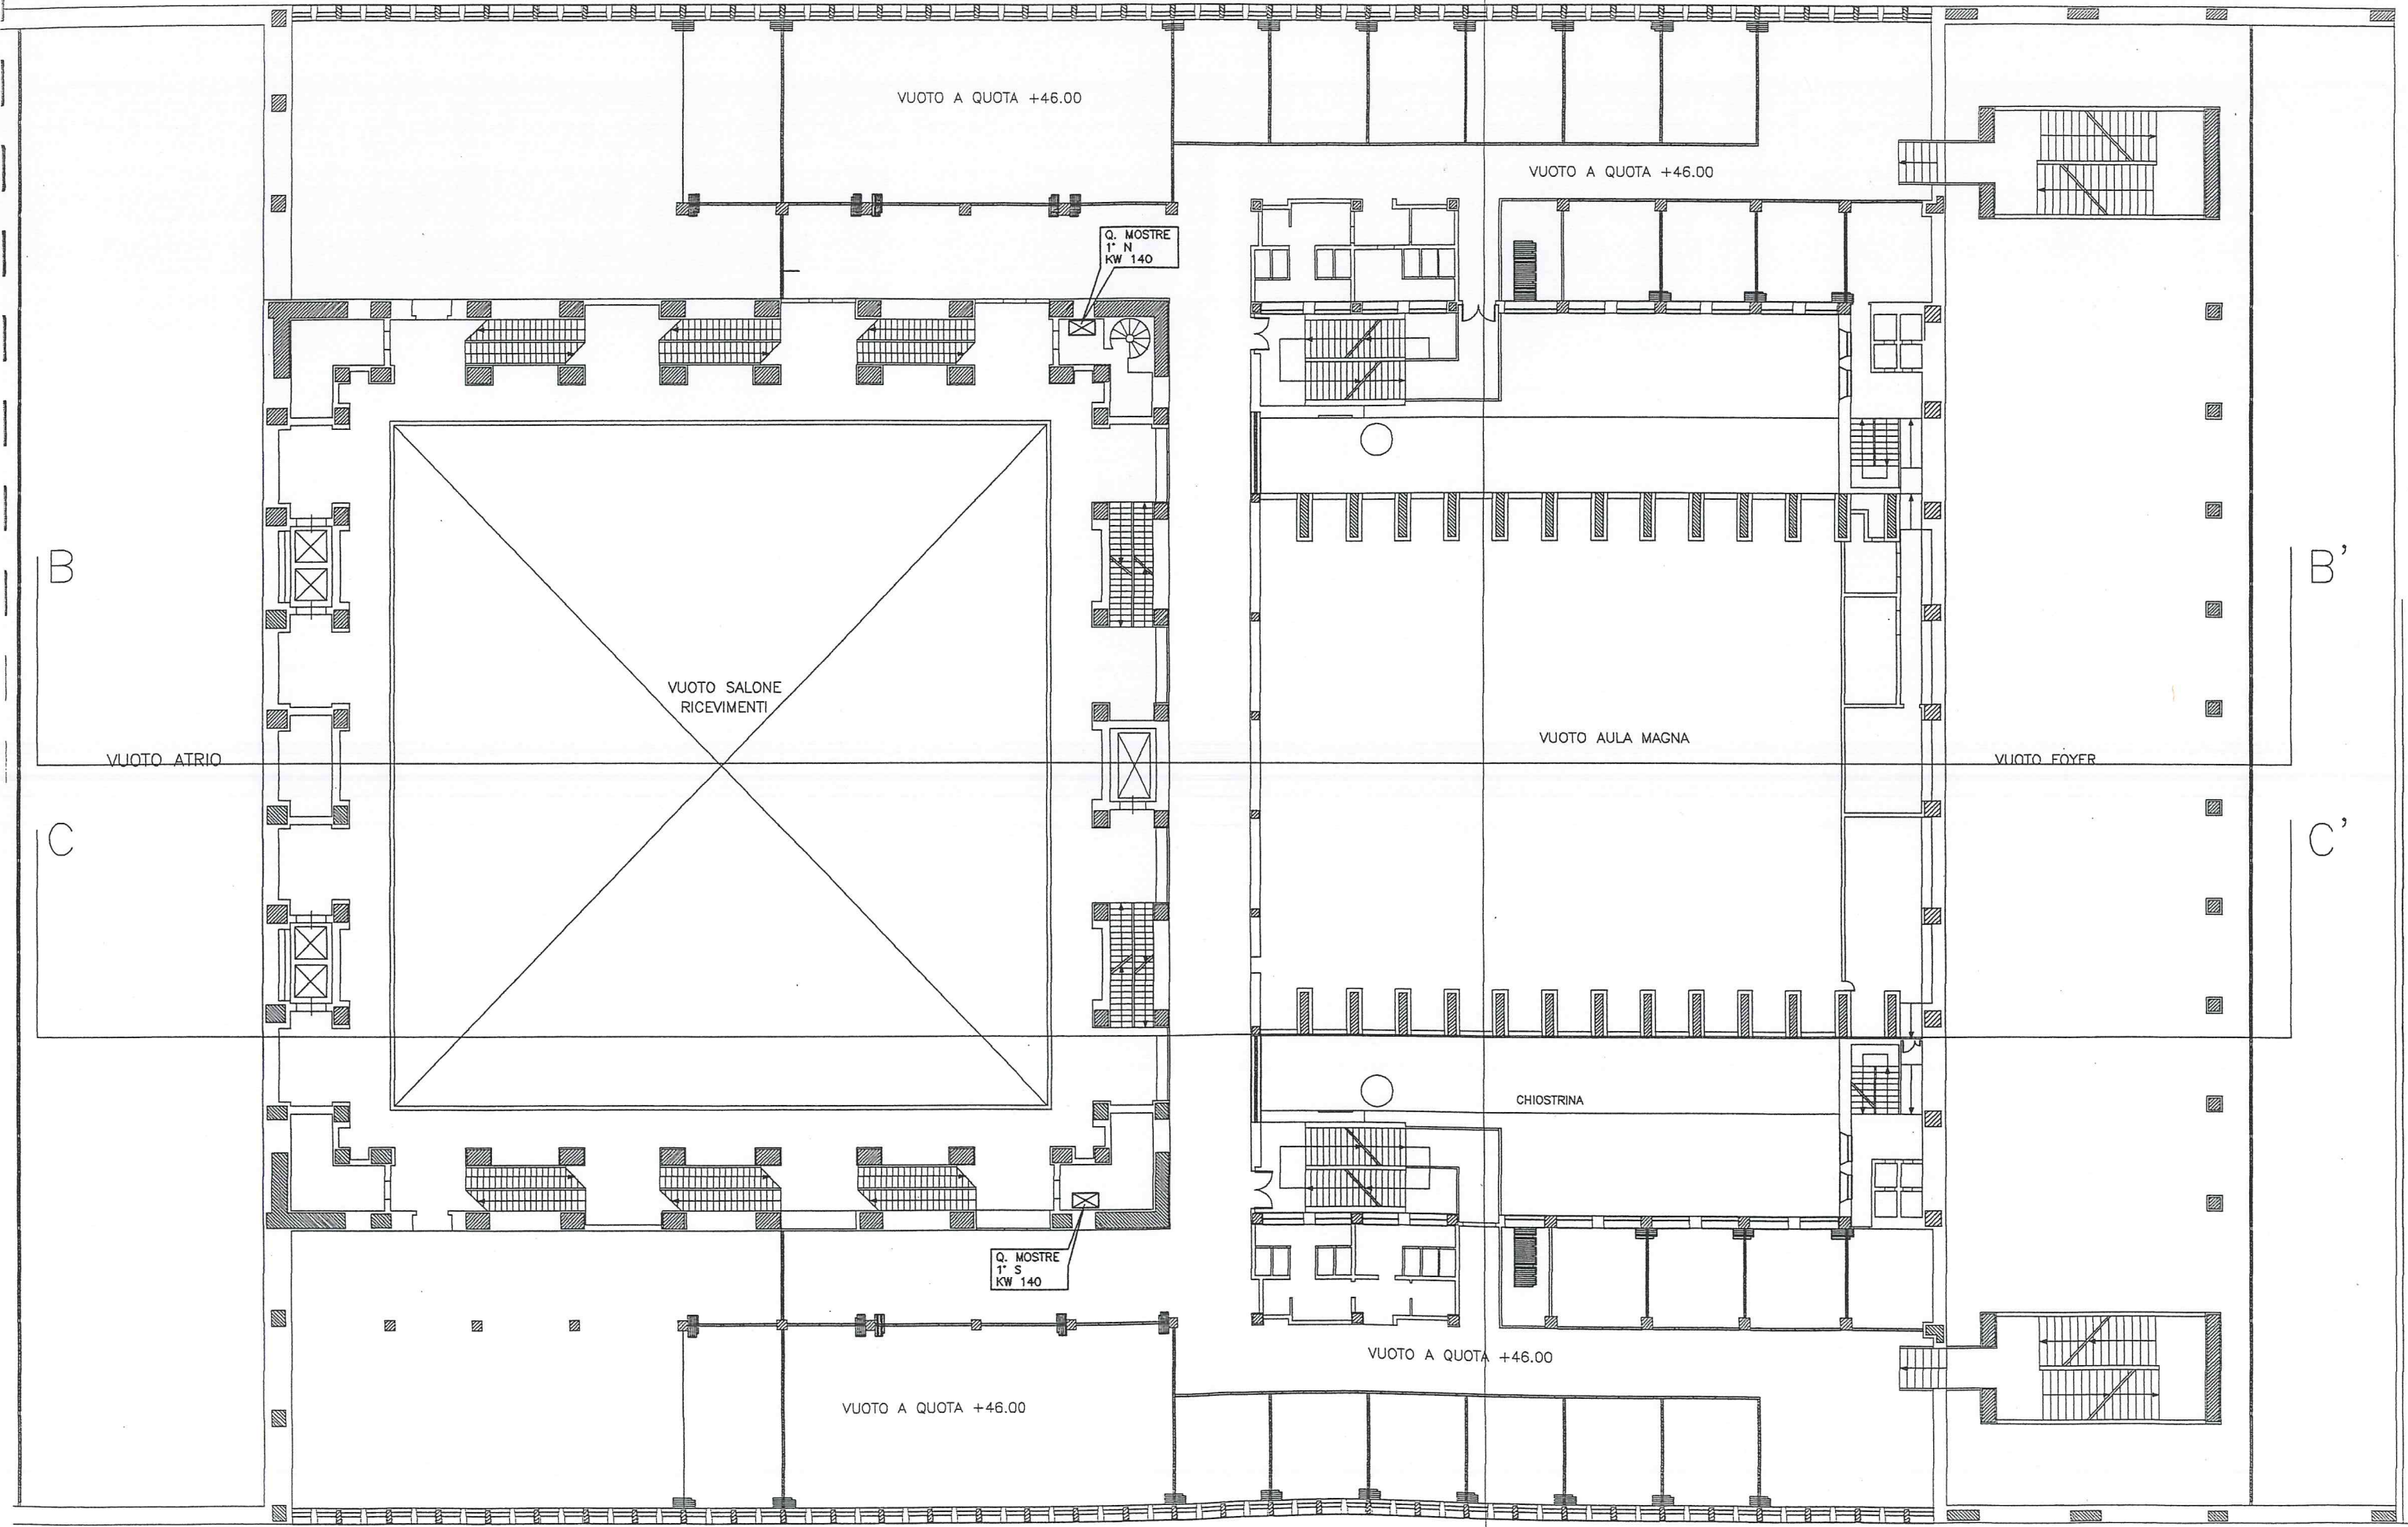 VUOTO A QUOTA +46.00
VUOTO A QUOTA +46.00
Q. MOSTRE
1° N
KW 140
B
B'
VUOTO SALONE
RICEVIMENTI
VUOTO AULA MAGNA
VUOTO ATRIO
VUOTO FOYER
C
C'
CHIOSTRINA
Q. MOSTRE
1° S
KW 140
VUOTO A QUOTA +46.00
VUOTO A QUOTA +46.00